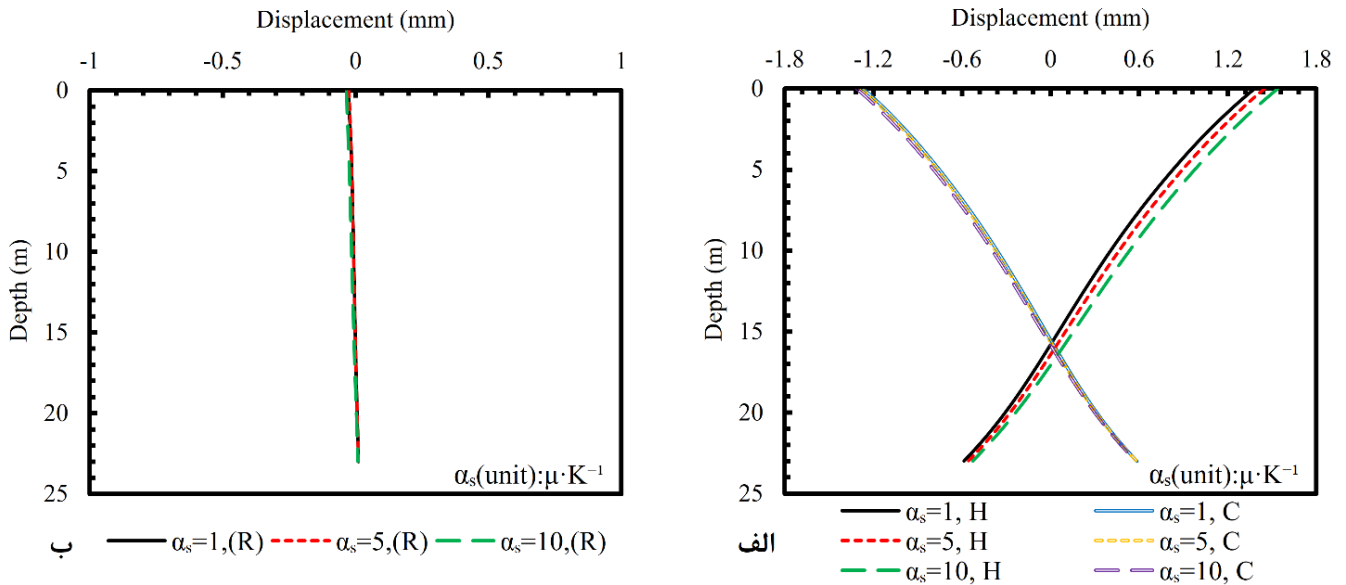 Displacement (mm)
-1 -0.5 0 0.5 1
0
5
10
15
20
25
Depth (m)
αs(unit):μ·K⁻¹
ب
αs=1,(R) αs=5,(R) αs=10,(R)
Displacement (mm)
-1.8 -1.2 -0.6 0 0.6 1.2 1.8
0
5
10
15
20
25
Depth (m)
αs(unit):μ·K⁻¹
الف
αs=1, H αs=1, C
αs=5, H αs=5, C
αs=10, H αs=10, C